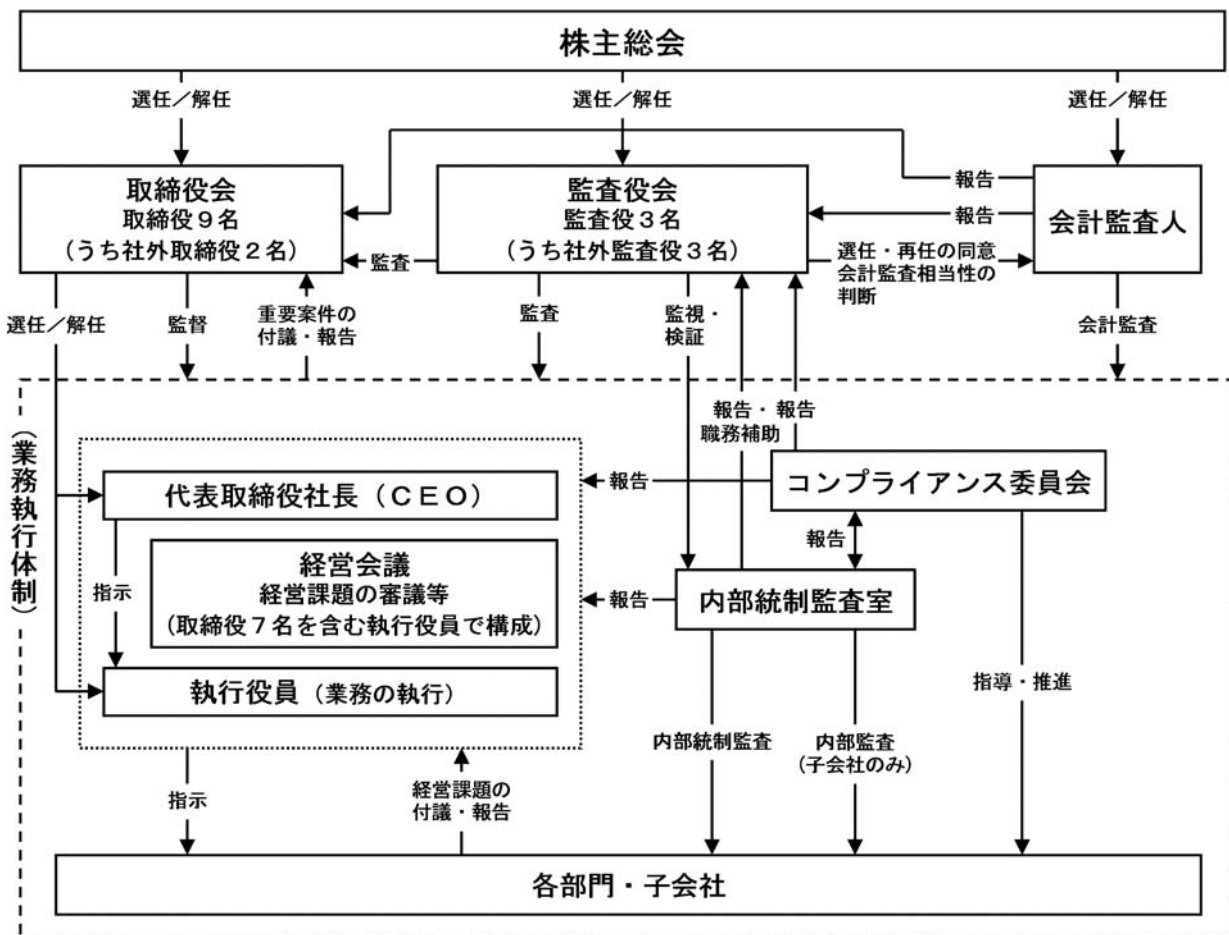 株主総会
選任／解任
選任／解任
選任／解任
取締役会
取締役９名
（うち社外取締役２名）
監査役会
監査役３名
（うち社外監査役３名）
会計監査人
報告
報告
監査
選任・再任の同意
会計監査相当性の
判断
選任／解任
監督
重要案件の
付議・報告
監査
監視・
検証
会計監査
（業務執行体制）
報告・
職務補助
報告
代表取締役社長（ＣＥＯ）
報告
コンプライアンス委員会
指示
経営会議
経営課題の審議等
（取締役７名を含む執行役員で構成）
報告
報告
内部統制監査室
執行役員（業務の執行）
指導・推進
内部統制監査
内部監査
（子会社のみ）
指示
経営課題の
付議・報告
各部門・子会社